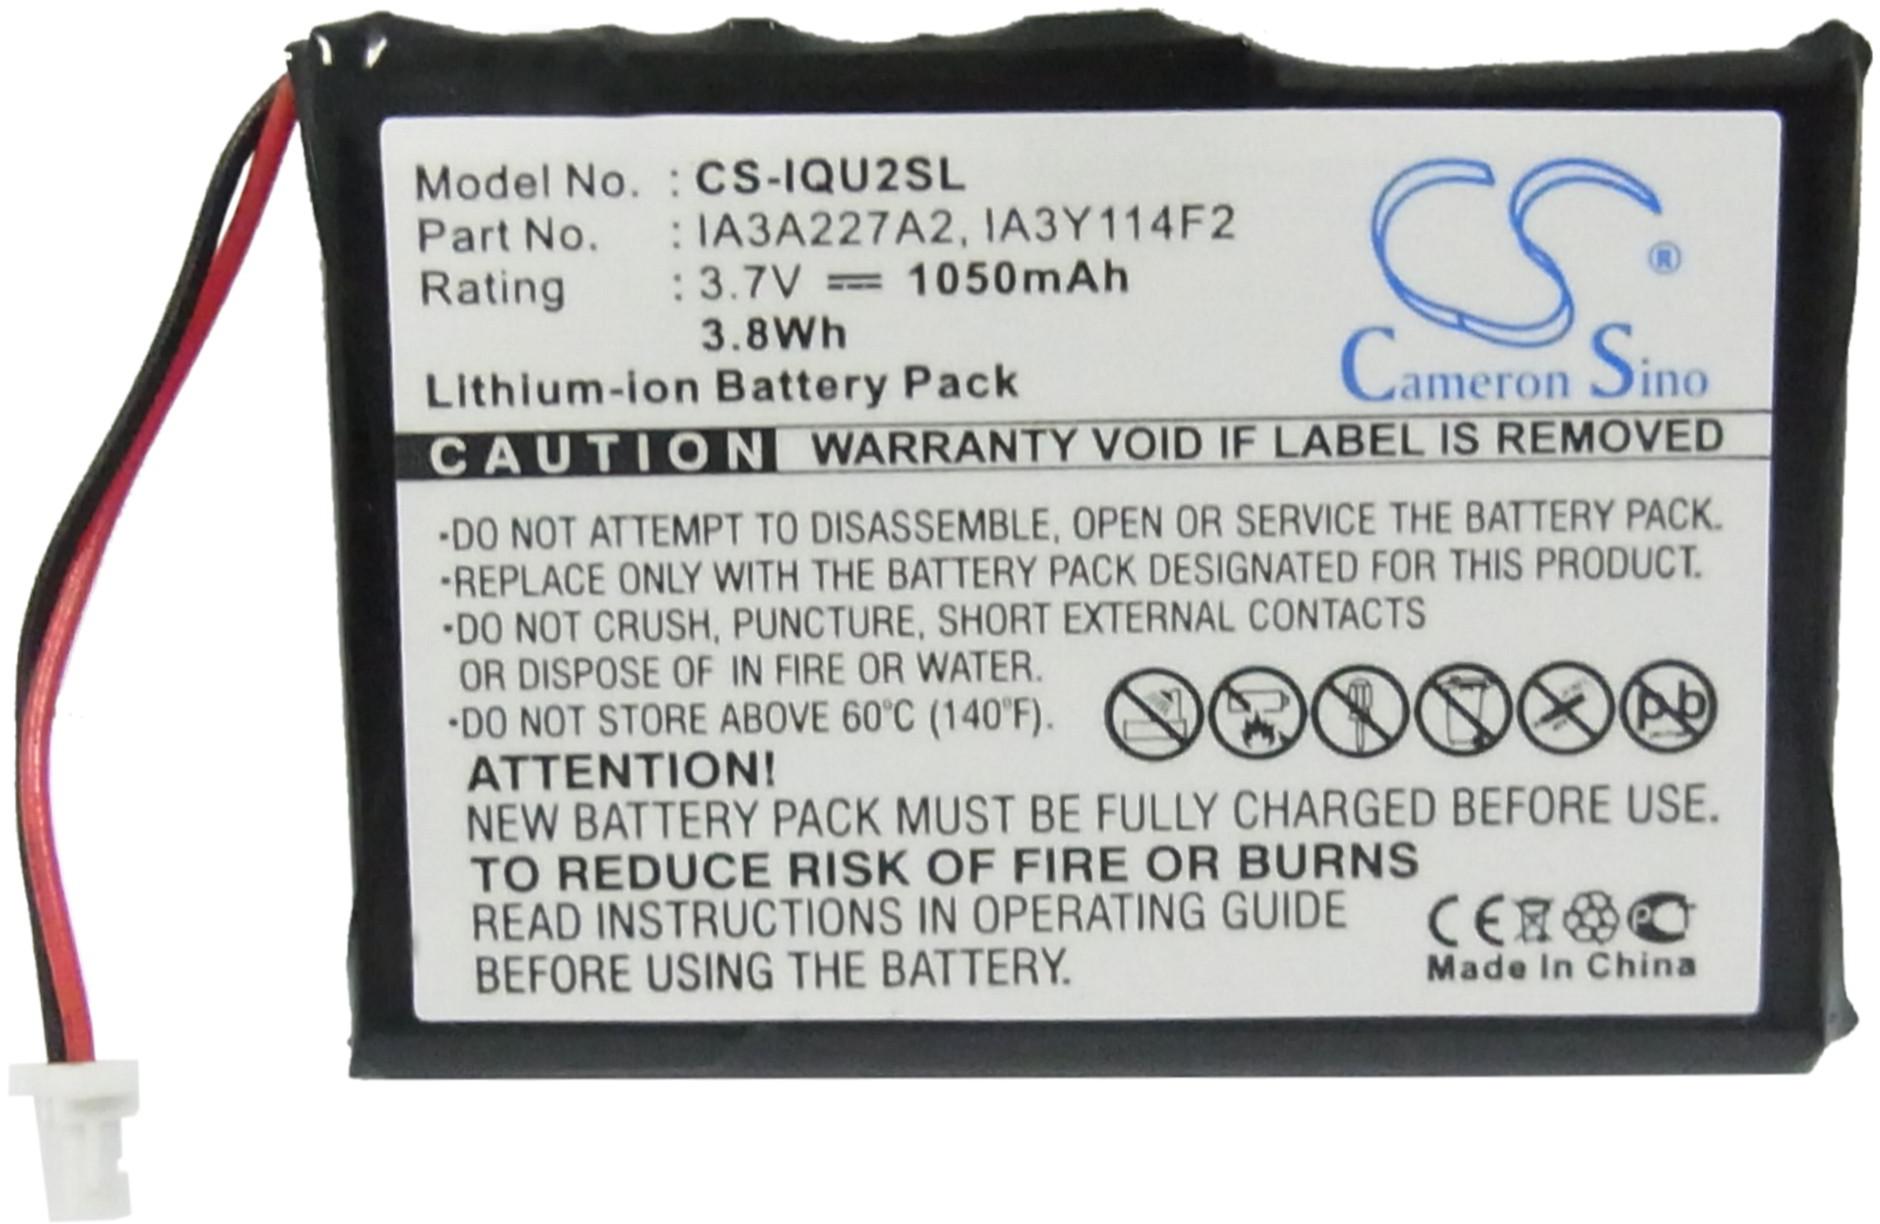 Model No. : CS-IQU2SL
Part No. : IA3A227A2, IA3Y114F2
Rating : 3.7V ⎓ 1050mAh
3.8Wh
Lithium-ion Battery Pack
CS ®
Cameron Sino
CAUTION WARRANTY VOID IF LABEL IS REMOVED
•DO NOT ATTEMPT TO DISASSEMBLE, OPEN OR SERVICE THE BATTERY PACK.
•REPLACE ONLY WITH THE BATTERY PACK DESIGNATED FOR THIS PRODUCT.
•DO NOT CRUSH, PUNCTURE, SHORT EXTERNAL CONTACTS
OR DISPOSE OF IN FIRE OR WATER.
•DO NOT STORE ABOVE 60°C (140°F).
Pb
ATTENTION!
NEW BATTERY PACK MUST BE FULLY CHARGED BEFORE USE.
TO REDUCE RISK OF FIRE OR BURNS
READ INSTRUCTIONS IN OPERATING GUIDE
BEFORE USING THE BATTERY.
CE PC
Made In China